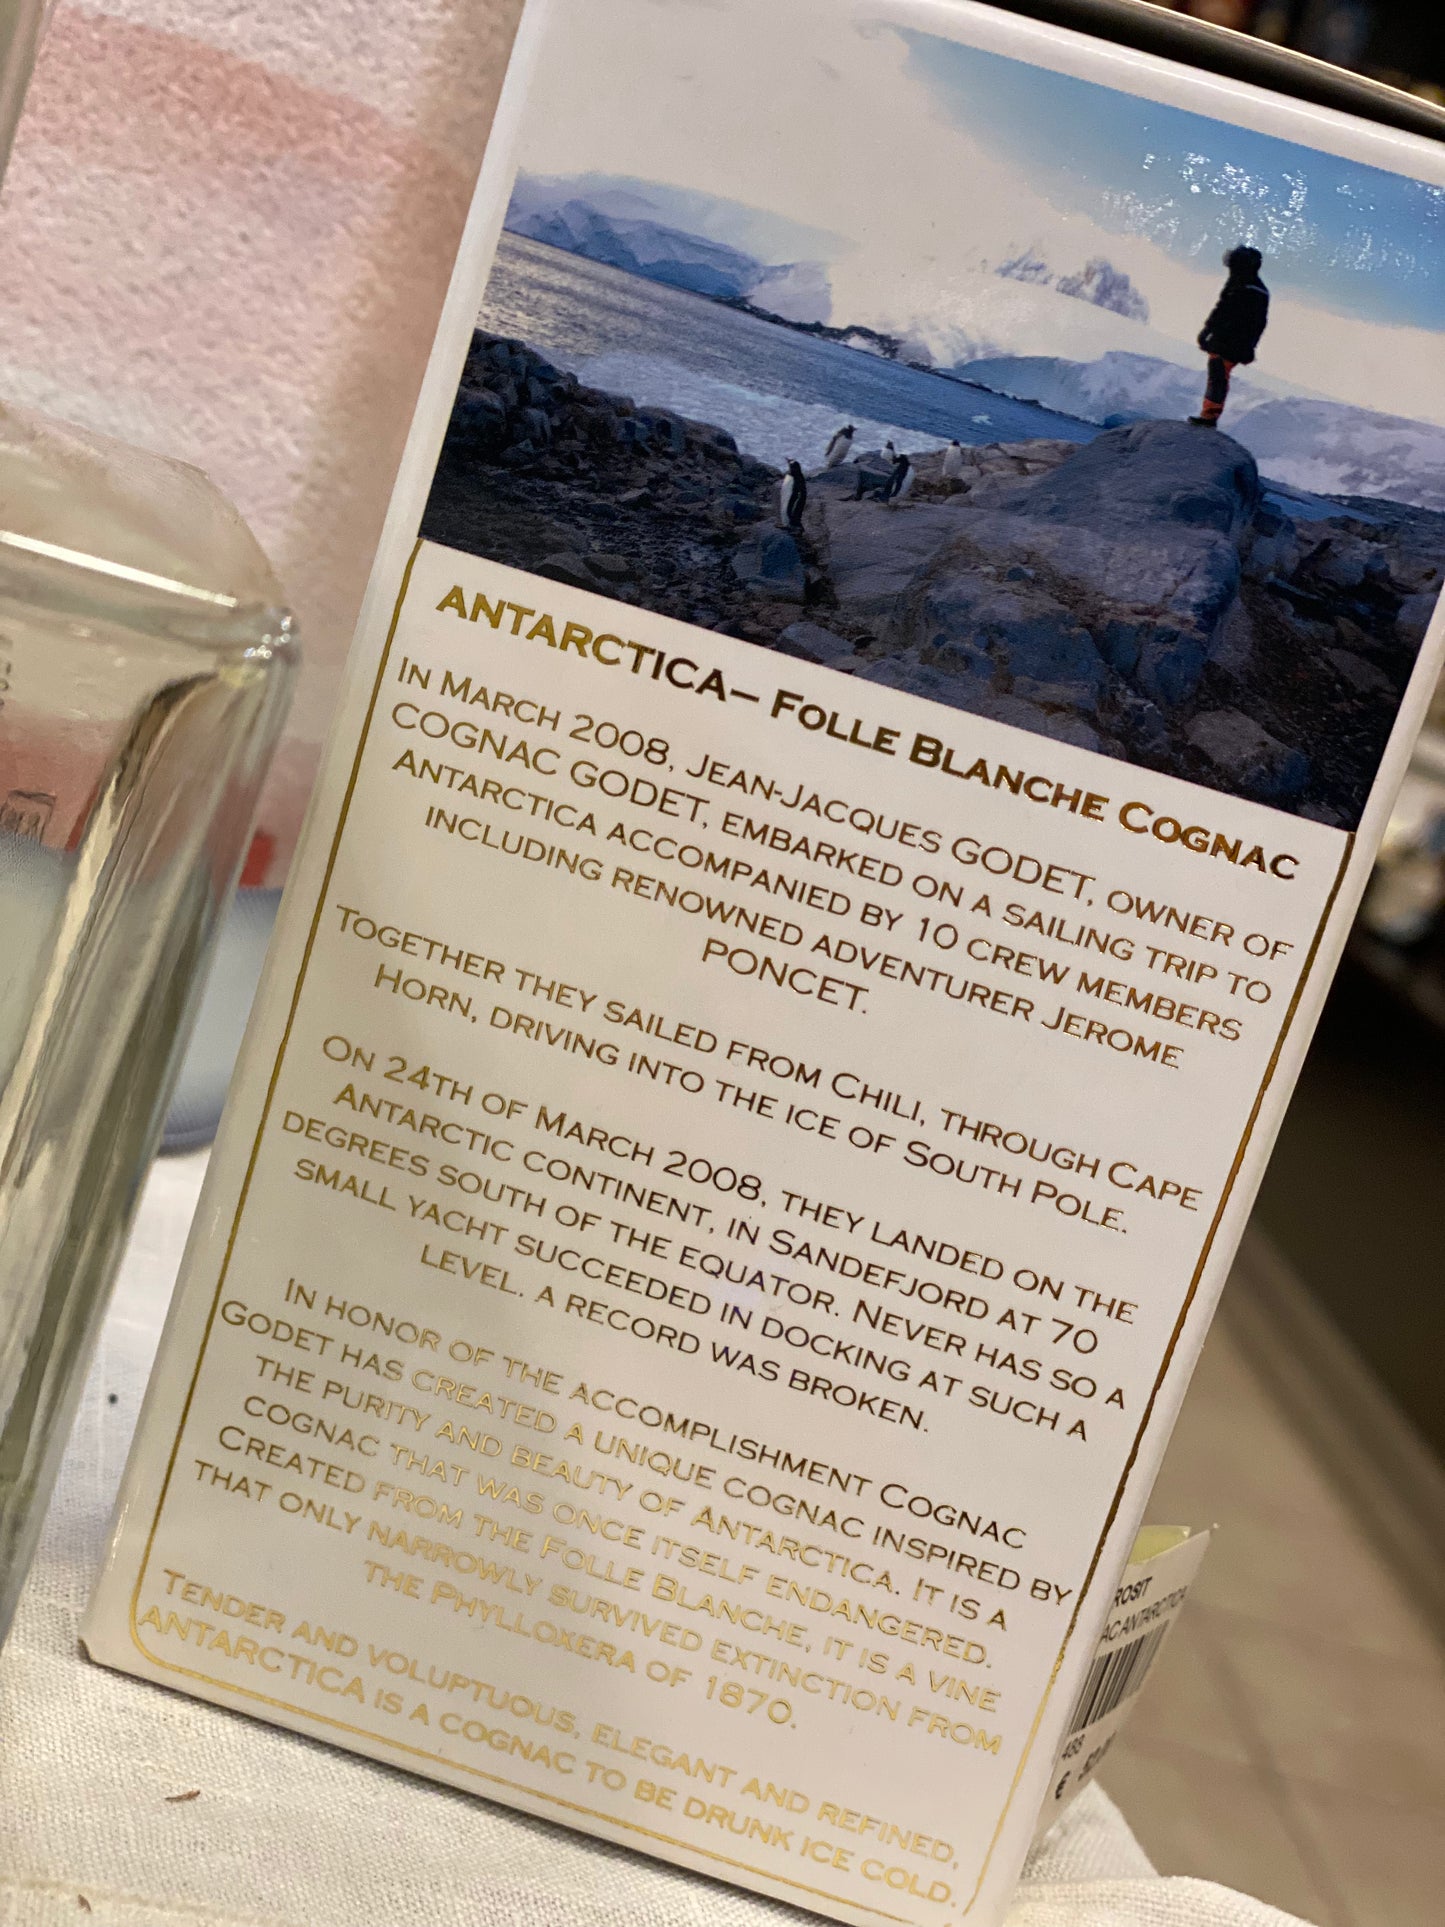 ANTARCTICA– FOLLE BLANCHE COGNAC
IN MARCH 2008, JEAN-JACQUES GODET, OWNER OF
COGNAC GODET, EMBARKED ON A SAILING TRIP TO
ANTARCTICA ACCOMPANIED BY 10 CREW MEMBERS
INCLUDING RENOWNED ADVENTURER JEROME
PONCET.
TOGETHER THEY SAILED FROM CHILI, THROUGH CAPE
HORN, DRIVING INTO THE ICE OF SOUTH POLE.
ON 24TH OF MARCH 2008, THEY LANDED ON THE
ANTARCTIC CONTINENT, IN SANDEFJORD AT 70
DEGREES SOUTH OF THE EQUATOR. NEVER HAS SO A
SMALL YACHT SUCCEEDED IN DOCKING AT SUCH A
LEVEL. A RECORD WAS BROKEN.
IN HONOR OF THE ACCOMPLISHMENT COGNAC
GODET HAS CREATED A UNIQUE COGNAC INSPIRED BY
THE PURITY AND BEAUTY OF ANTARCTICA. IT IS A
COGNAC THAT WAS ONCE ITSELF ENDANGERED.
CREATED FROM THE FOLLE BLANCHE, IT IS A VINE
THAT ONLY NARROWLY SURVIVED EXTINCTION FROM
THE PHYLLOXERA OF 1870.
TENDER AND VOLUPTUOUS, ELEGANT AND REFINED,
ANTARCTICA IS A COGNAC TO BE DRUNK ICE COLD.
ROSIT
AC ANTARCTICA
488
€